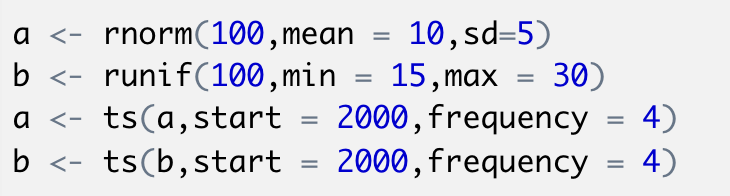 a <- rnorm(100,mean = 10,sd=5)
b <- runif(100,min = 15,max = 30)
a <- ts(a,start = 2000,frequency = 4)
b <- ts(b,start = 2000,frequency = 4)